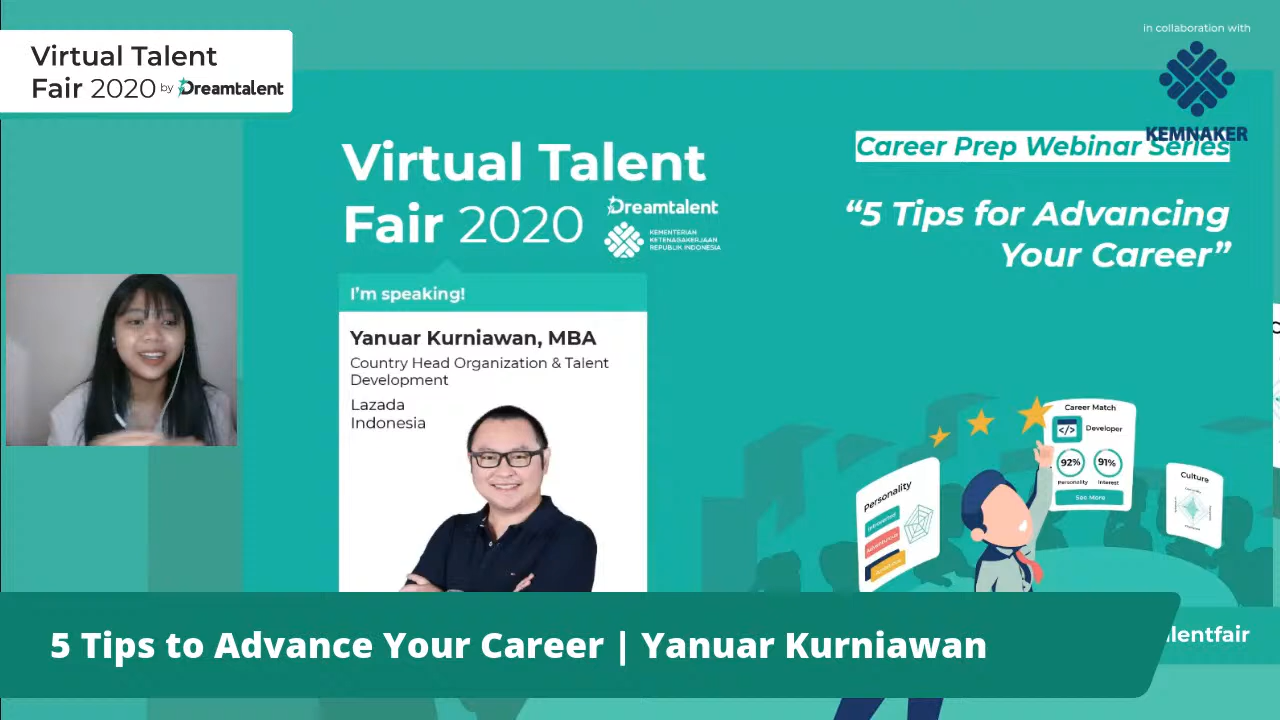 in collaboration with
KEMNAKER
Virtual Talent
Fair 2020 by Dreamtalent
Virtual Talent
Fair 2020
Dreamtalent
KEMENTERIAN
KETENAGAKERJAAN
REPUBLIK INDONESIA
Career Prep Webinar Series
“5 Tips for Advancing
Your Career”
I'm speaking!
Yanuar Kurniawan, MBA
Country Head Organization & Talent
Development
Lazada
Indonesia
Career Match
</>
Developer
92%
91%
Personality
Interest
See More
Personality
Culture
5 Tips to Advance Your Career | Yanuar Kurniawan
alentfair